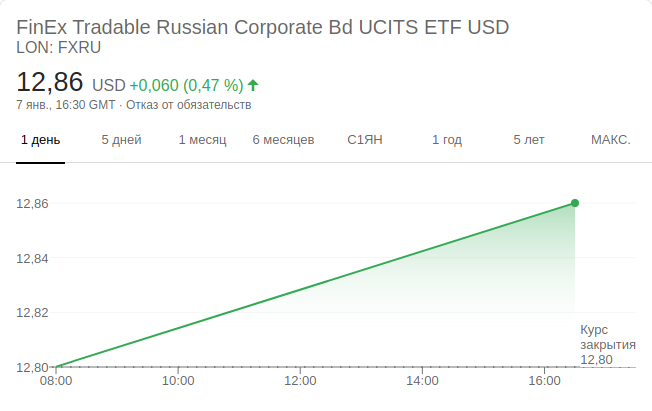 FinEx Tradable Russian Corporate Bd UCITS ETF USD
LON: FXRU
12,86 USD +0,060 (0,47 %)
7 янв., 16:30 GMT · Отказ от обязательств
1 день 5 дней 1 месяц 6 месяцев С1ЯН 1 год 5 лет МАКС.
12,86
12,84
12,82
Курс
закрытия
12,80
12,80
08:00 10:00 12:00 14:00 16:00